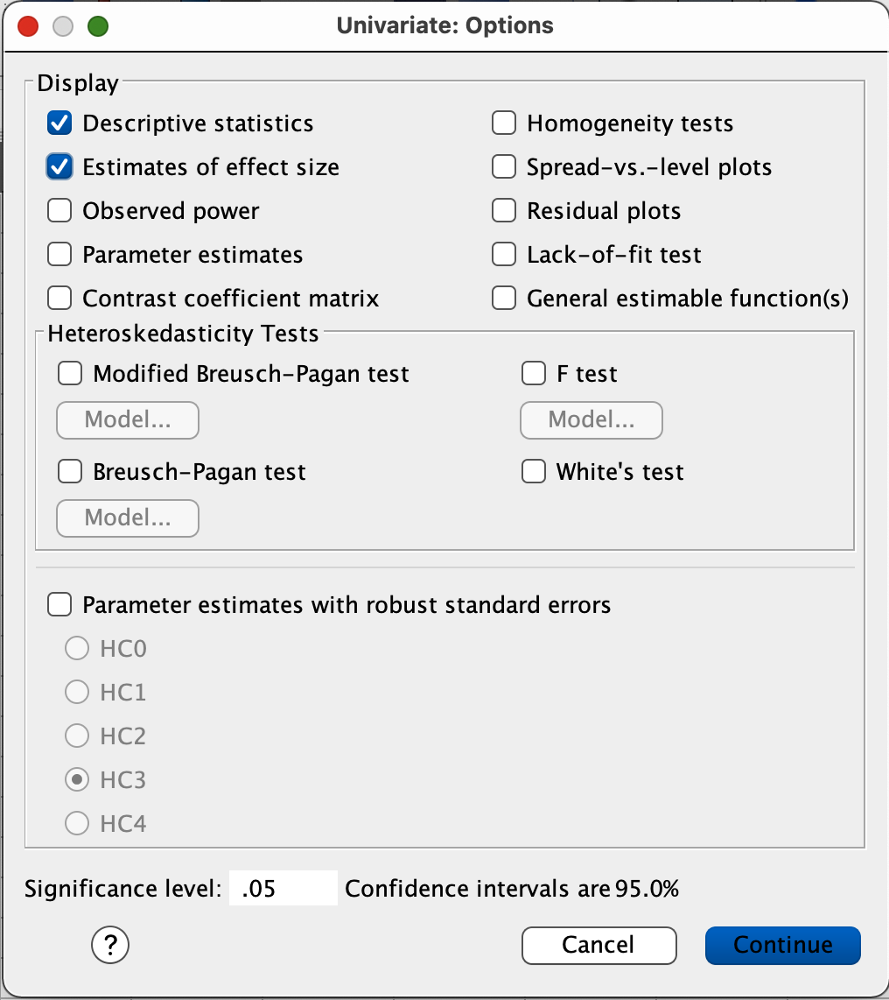 Univariate: Options
Display
Descriptive statistics
Homogeneity tests
Estimates of effect size
Spread-vs.-level plots
Observed power
Residual plots
Parameter estimates
Lack-of-fit test
Contrast coefficient matrix
General estimable function(s)
Heteroskedasticity Tests
Modified Breusch-Pagan test
F test
Model...
Model...
Breusch-Pagan test
White's test
Model...
Parameter estimates with robust standard errors
HC0
HC1
HC2
HC3
HC4
Significance level: .05 Confidence intervals are 95.0%
? Cancel Continue